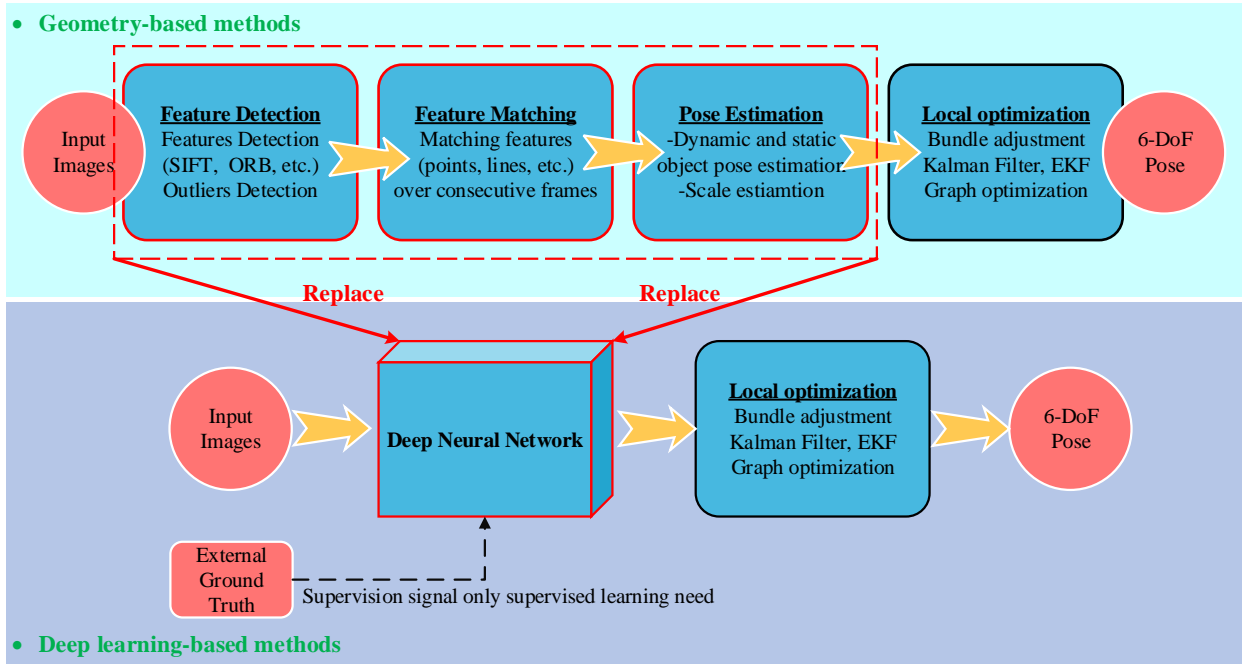 • Geometry-based methods
Input
Images
Feature Detection
Features Detection
(SIFT, ORB, etc.)
Outliers Detection
Feature Matching
Matching features
(points, lines, etc.)
over consecutive frames
Pose Estimation
-Dynamic and static
object pose estimation
-Scale estiamtion
Local optimization
Bundle adjustment
Kalman Filter, EKF
Graph optimization
6-DoF
Pose
Replace
Replace
Input
Images
Deep Neural Network
Local optimization
Bundle adjustment
Kalman Filter, EKF
Graph optimization
6-DoF
Pose
External
Ground
Truth
Supervision signal only supervised learning need
• Deep learning-based methods